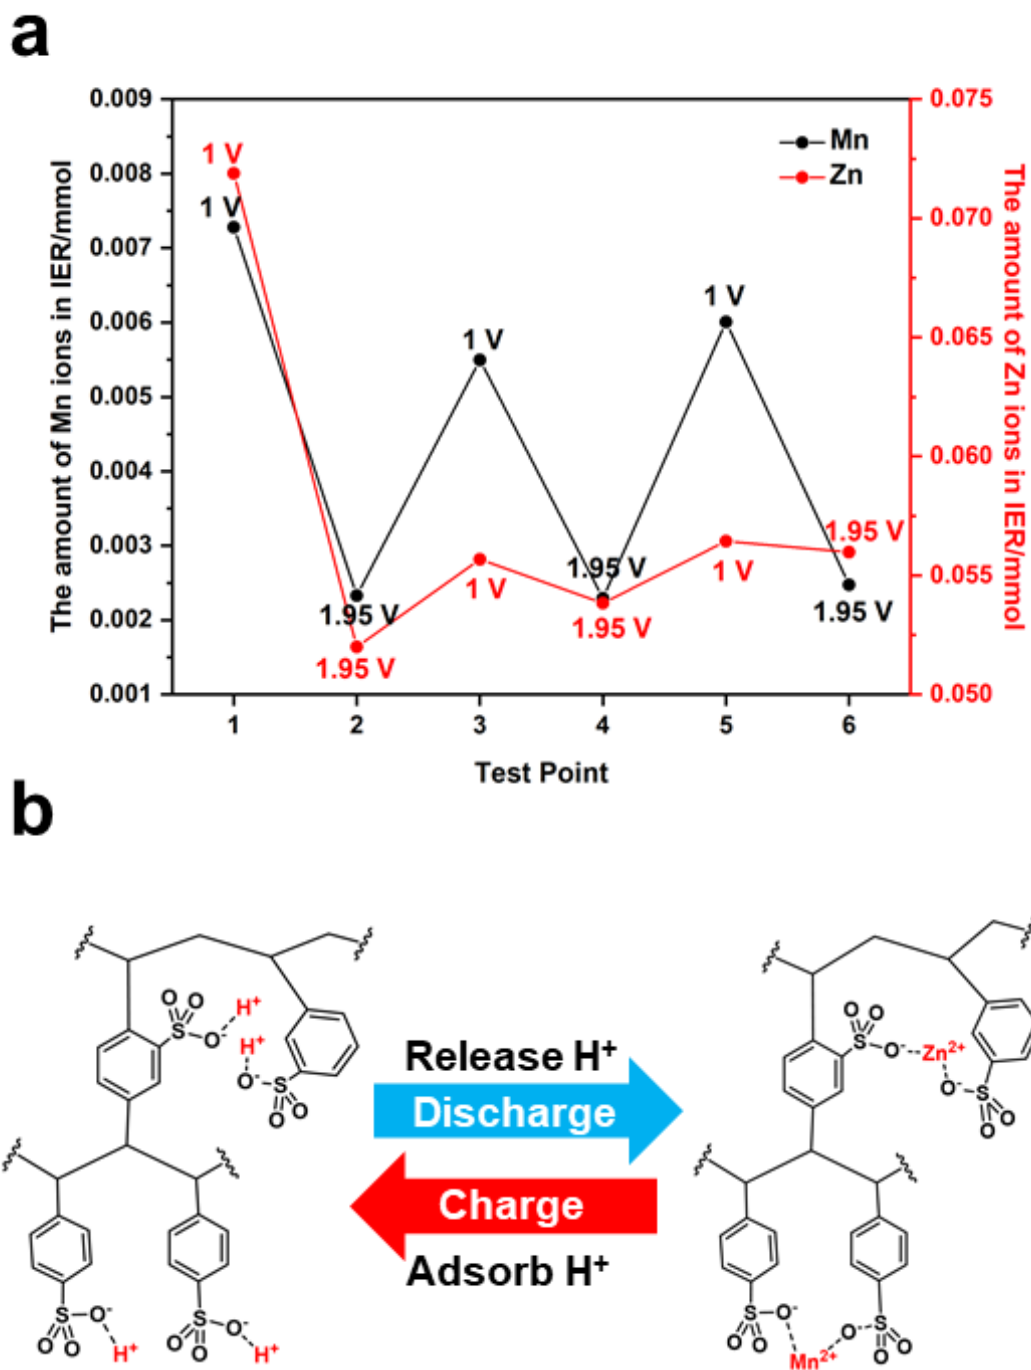 a
0.009
0.008
0.007
0.006
0.005
0.004
0.003
0.002
0.001
The amount of Mn ions in IER/mmol
0.075
0.070
0.065
0.060
0.055
0.050
The amount of Zn ions in IER/mmol
Mn
Zn
1 V
1 V
1.95 V
1.95 V
1 V
1 V
1.95 V
1.95 V
1 V
1 V
1.95 V
1.95 V
1 2 3 4 5 6
Test Point
b
O O
S O⁻ H⁺
H⁺
O⁻ S
O O
S O⁻
O O
H⁺
S O⁻
O O
H⁺
Release H⁺
Discharge
Charge
Adsorb H⁺
O O
S O⁻ Zn²⁺
O⁻ S
O O
S O⁻
O O
Mn²⁺
O⁻ S
O O